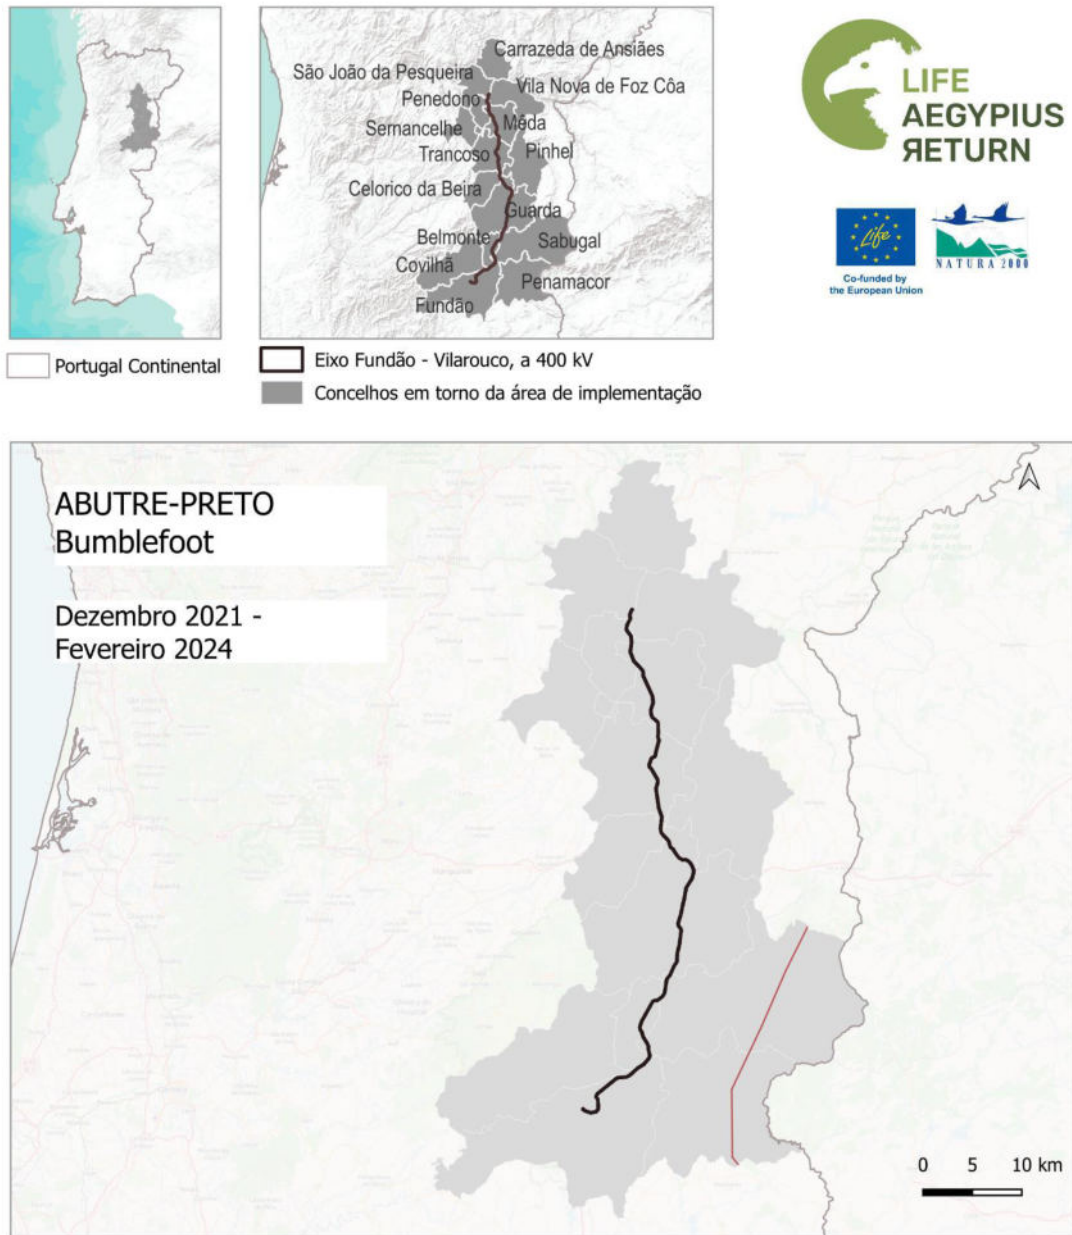 Carrazeda de Ansiães
São João da Pesqueira
Vila Nova de Foz Côa
Penedono
Mêda
Sernancelhe
Trancoso
Pinhel
Celorico da Beira
Guarda
Belmonte
Sabugal
Covilhã
Penamacor
Fundão
LIFE
AEGYPIUS
RETURN
Life
Co-funded by
the European Union
NATURA 2000
Portugal Continental
Eixo Fundão - Vilarouco, a 400 kV
Concelhos em torno da área de implementação
ABUTRE-PRETO
Bumblefoot
Dezembro 2021 -
Fevereiro 2024
0 5 10 km